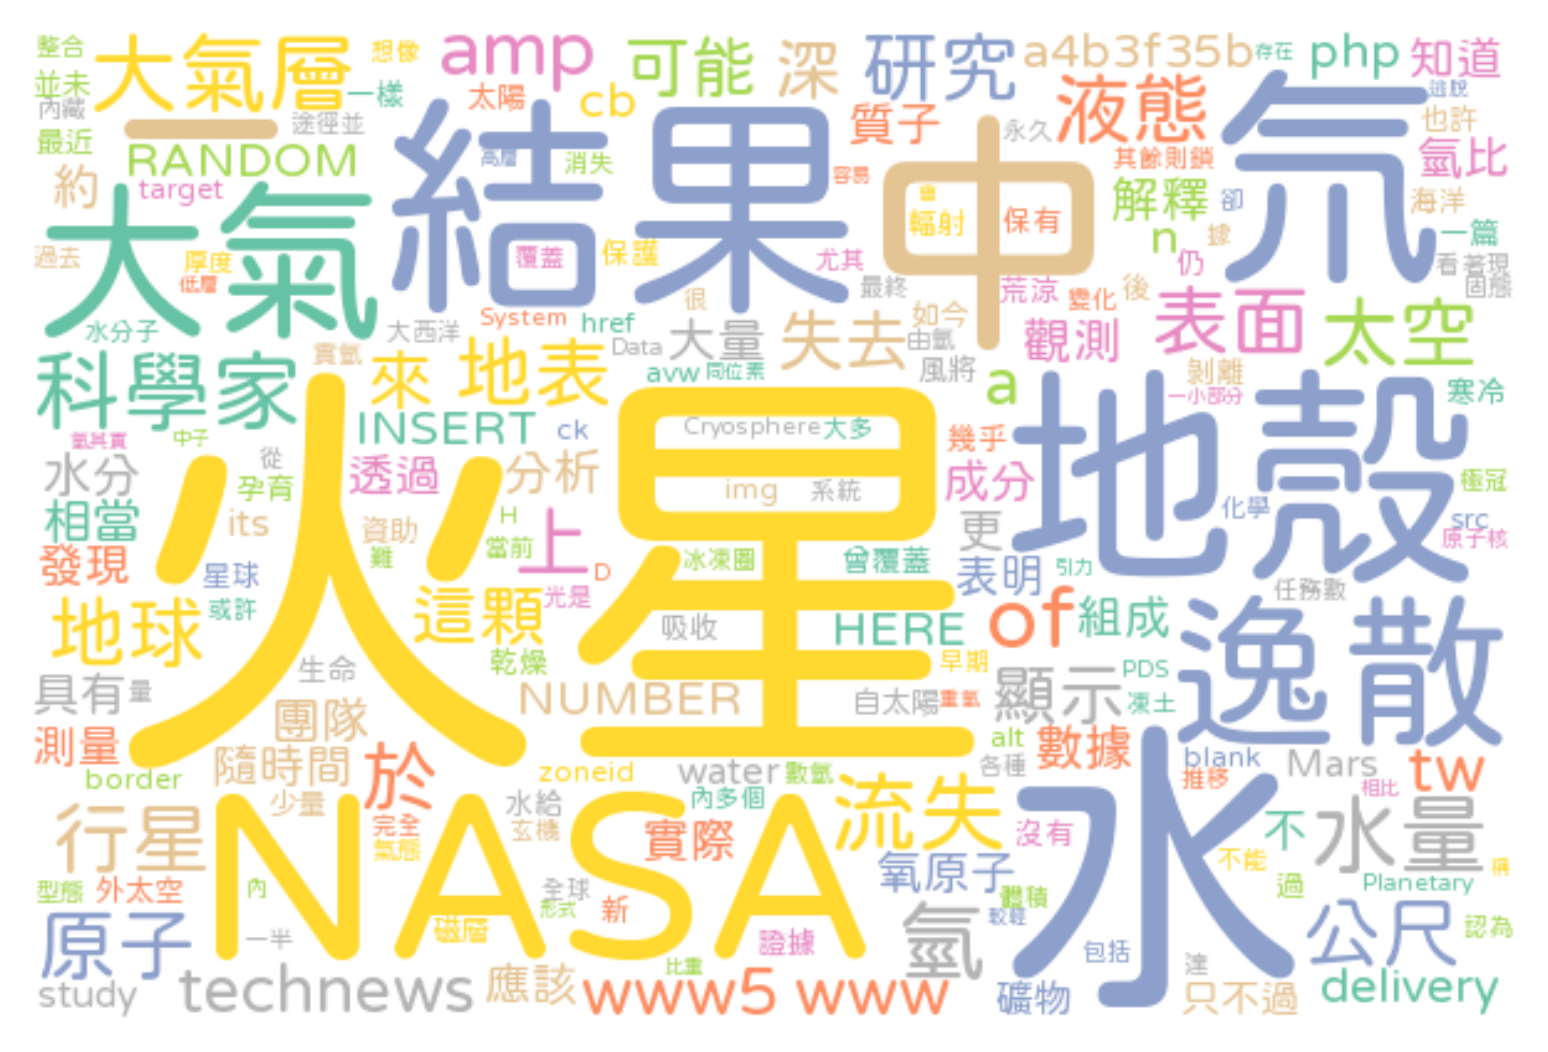 整合 大氣層 想像 amp 可能 深 研究 a4b3f35b 存在 php 知道
並未 一樣 太陽 cb 質子 液態 氘 逃脫
內藏 途徑並 結果 中 永久 也許
最近 RANDOM 高層 消失 容易 其餘則鎖 氫比
約 target 會 解釋 卻 海洋
大氣 輻射 保有 n 據 一篇
過去 厚度 覆蓋 保護 尤其 仍 看著現
低層 很 最終 荒涼 變化 後 固態
水分子 大西洋 System href 大量 失去 如今 觀測 表面 太空
科學家 實氫 來 地表 Data 由氫
avw 同位素 風將 a 剝離 寒冷
火星 地殼 一小部分
INSERT ck Cryosphere 大多 幾乎
氫其實 中子
水分 從 透過 分析 img 系統 成分 極冠
孕育 更 化學 src
相當 its 資助 H 上 原子核
發現 星球 難 當前 D 冰凍圈 曾覆蓋 表明 引力 任務數
地球 或許 這顆 光是 吸收 HERE of 組成 逸散
生命 乾燥 早期 PDS
具有 量 NUMBER 自太陽 重氫 顯示 凍土
測量 團隊 alt 數據
border 隨時間 於 zoneid water 數氫 各種 水 blank Mars tw
少量 水給 內多個 推移 相比
行星 NASA 玄機 實際 流失 沒有 不 水量
完全 氣態 氧原子 不能
型態 外太空 內 全球 體積 過 Planetary 稱
原子 一半 磁層 形式 新 證據 氫 較輕 包括 公尺 認為
比重 達
study technews 應該 www5 www 礦物 只不過 delivery